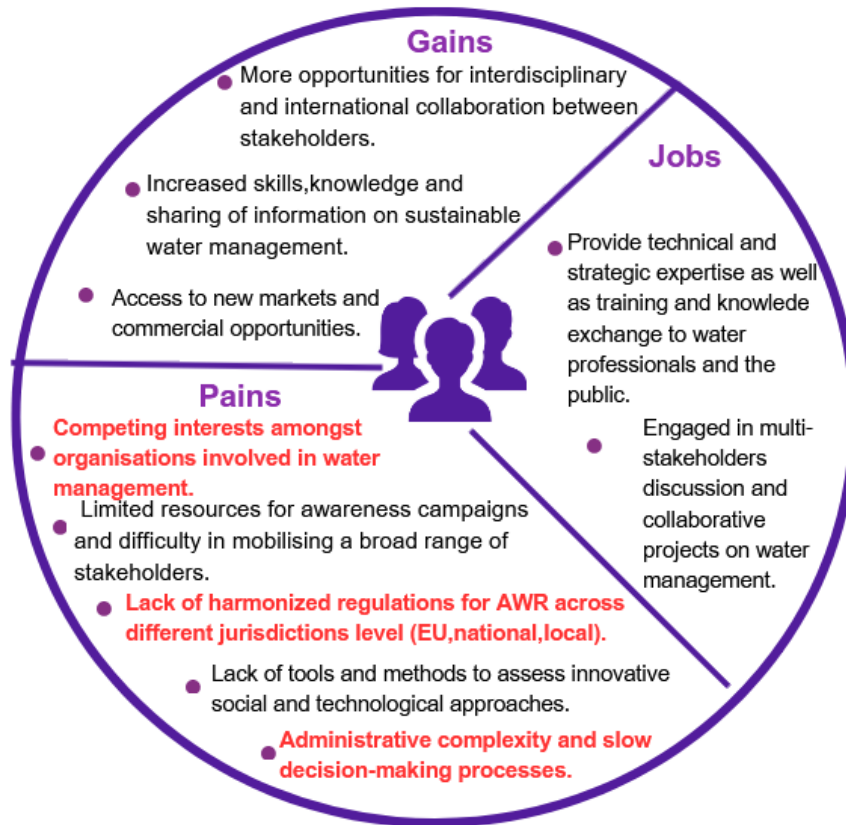 Gains
More opportunities for interdisciplinary
and international collaboration between
stakeholders.
Increased skills,knowledge and
sharing of information on sustainable
water management.
Access to new markets and
commercial opportunities.
Jobs
Provide technical and
strategic expertise as well
as training and knowlede
exchange to water
professionals and the
public.
Engaged in multi-
stakeholders
discussion and
collaborative
projects on water
management.
Pains
Competing interests amongst
organisations involved in water
management.
Limited resources for awareness campaigns
and difficulty in mobilising a broad range of
stakeholders.
Lack of harmonized regulations for AWR across
different jurisdictions level (EU,national,local).
Lack of tools and methods to assess innovative
social and technological approaches.
Administrative complexity and slow
decision-making processes.